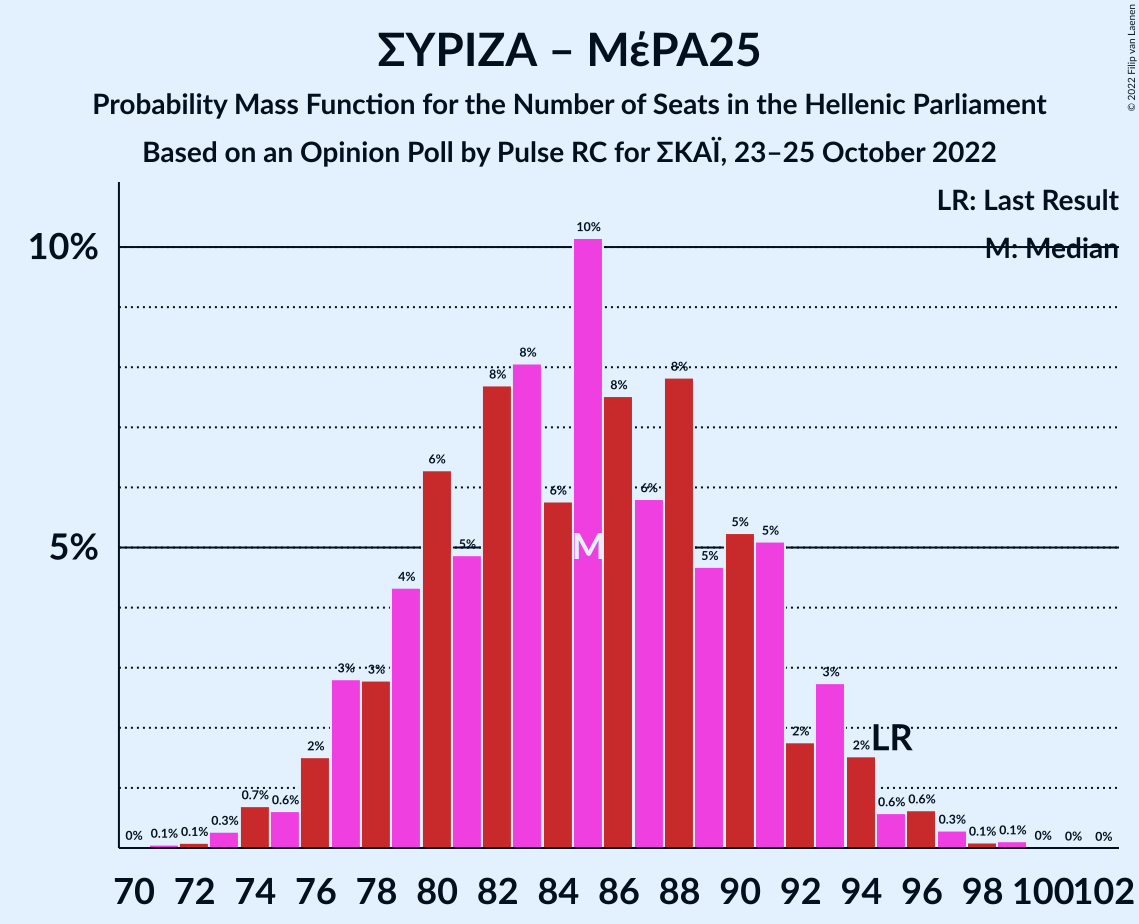 ΣΥΡΙΖΑ – ΜέΡΑ25
Probability Mass Function for the Number of Seats in the Hellenic Parliament
Based on an Opinion Poll by Pulse RC for ΣΚΑΪ, 23–25 October 2022
© 2022 Filip van Laenen
LR: Last Result
M: Median
10%
5%
0% 0.1% 0.1% 0.3% 0.7% 0.6% 2% 3% 3% 4% 6% 5% 8% 8% 6% 10% 8% 6% 8% 5% 5% 5% 2% 3% 2% 0.6% 0.6% 0.3% 0.1% 0.1% 0% 0% 0%
M
LR
70 72 74 76 78 80 82 84 86 88 90 92 94 96 98 100 102